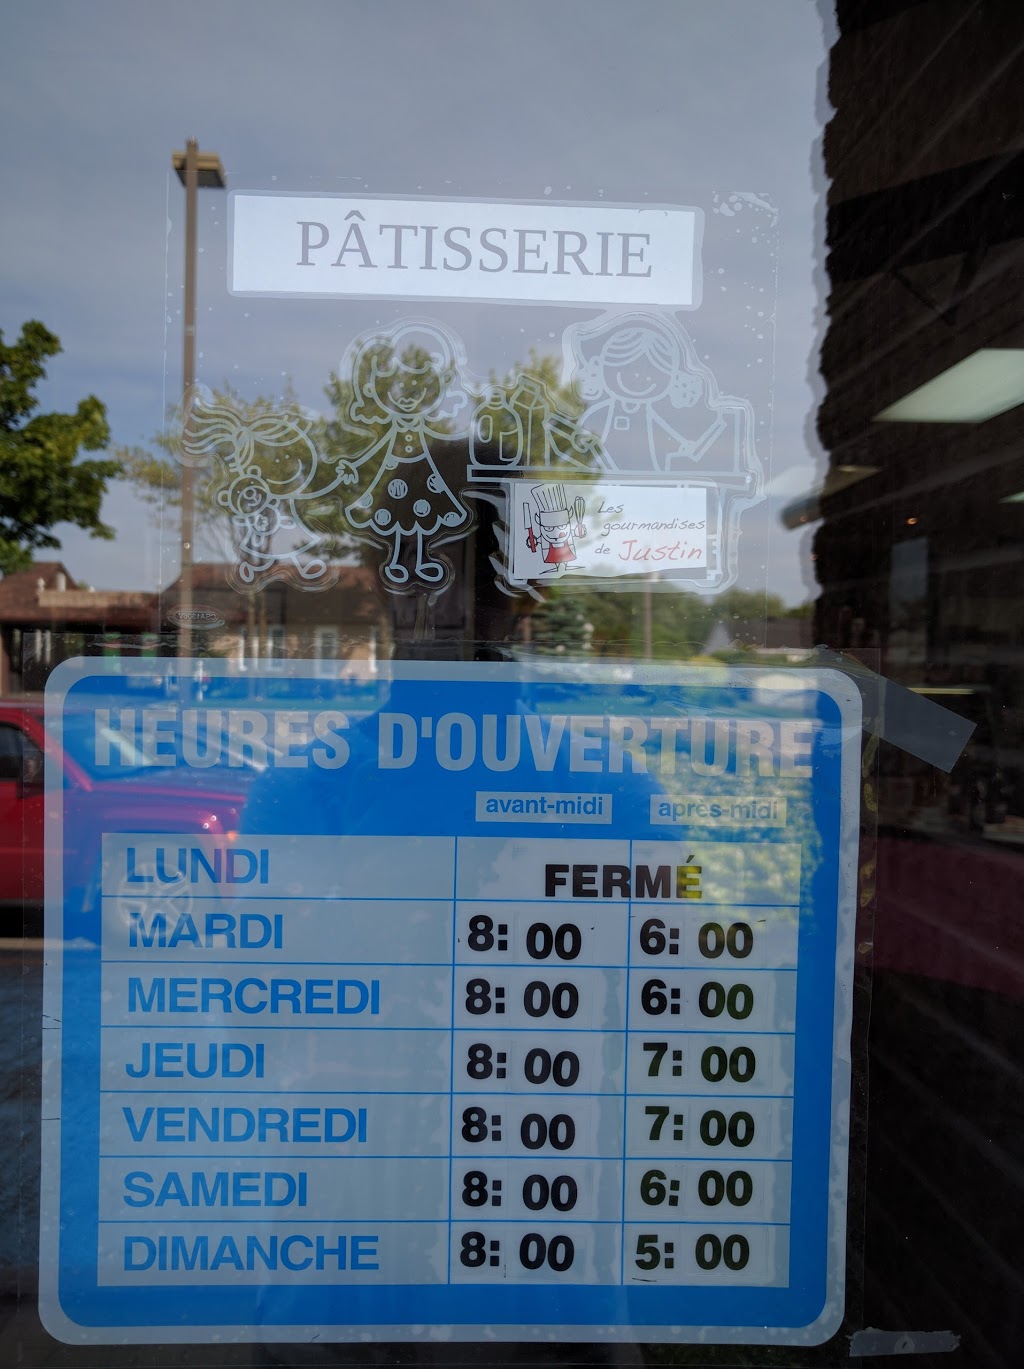 PÂTISSERIE
Les
gourmandises
de Justin
HEURES D'OUVERTURE
avant-midi après-midi
LUNDI FERMÉ
MARDI 8: 00 6: 00
MERCREDI 8: 00 6: 00
JEUDI 8: 00 7: 00
VENDREDI 8: 00 7: 00
SAMEDI 8: 00 6: 00
DIMANCHE 8: 00 5: 00